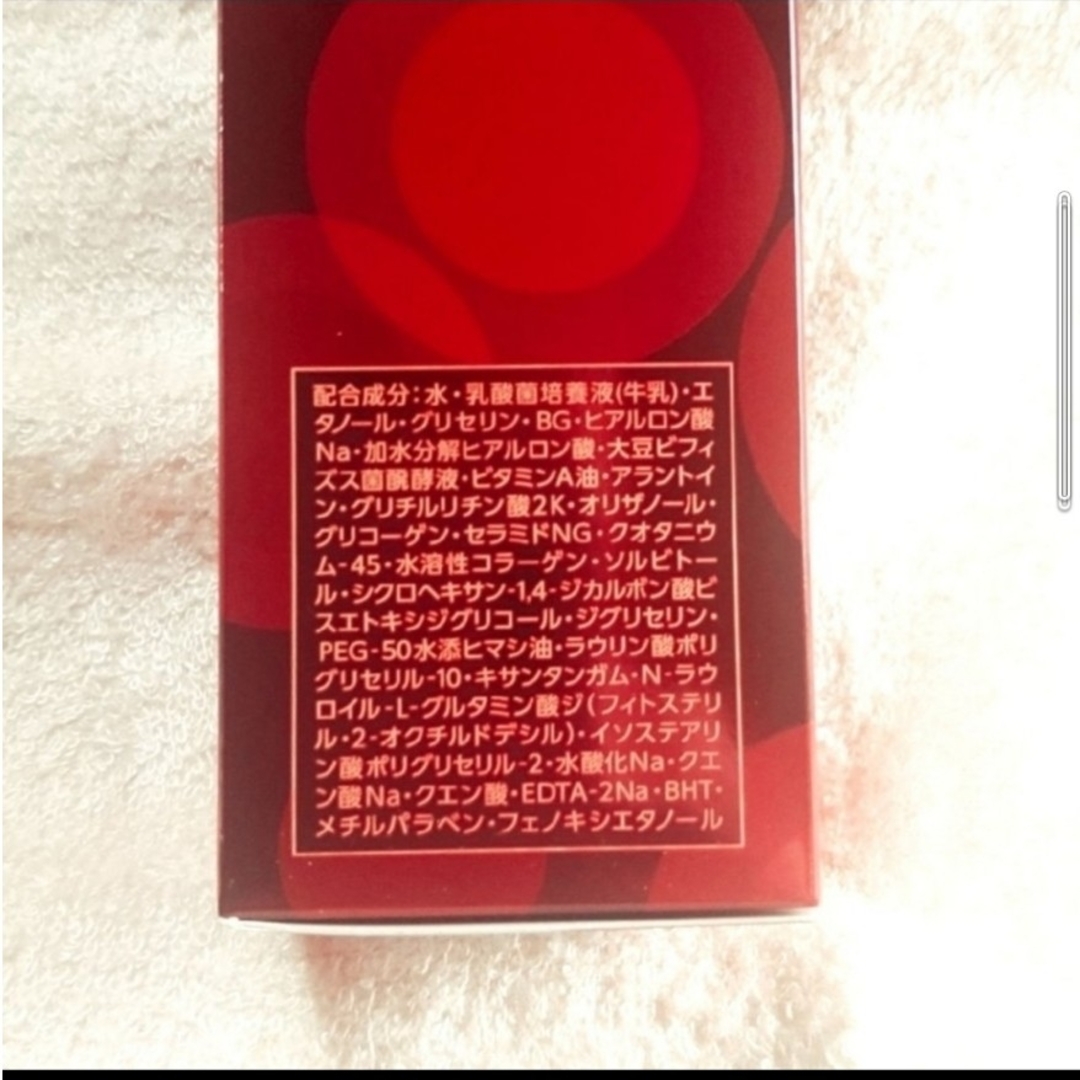 配合成分：水・乳酸菌培養液(牛乳)・エ
タノール・グリセリン・BG・ヒアルロン酸
Na・加水分解ヒアルロン酸・大豆ビフィ
ズス菌醗酵液・ビタミンA油・アラントイ
ン・グリチルリチン酸2K・オリザノール・
グリコーゲン・セラミドNG・クオタニウ
ム-45・水溶性コラーゲン・ソルビトー
ル・シクロヘキサン-1,4-ジカルボン酸ビ
スエトキシジグリコール・ジグリセリン・
PEG-50水添ヒマシ油・ラウリン酸ポリ
グリセリル-10・キサンタンガム・N-ラウ
ロイル-L-グルタミン酸ジ(フィトステリ
ル・2-オクチルドデシル)・イソステアリ
ン酸ポリグリセリル-2・水酸化Na・クエ
ン酸Na・クエン酸・EDTA-2Na・BHT・
メチルパラベン・フェノキシエタノール